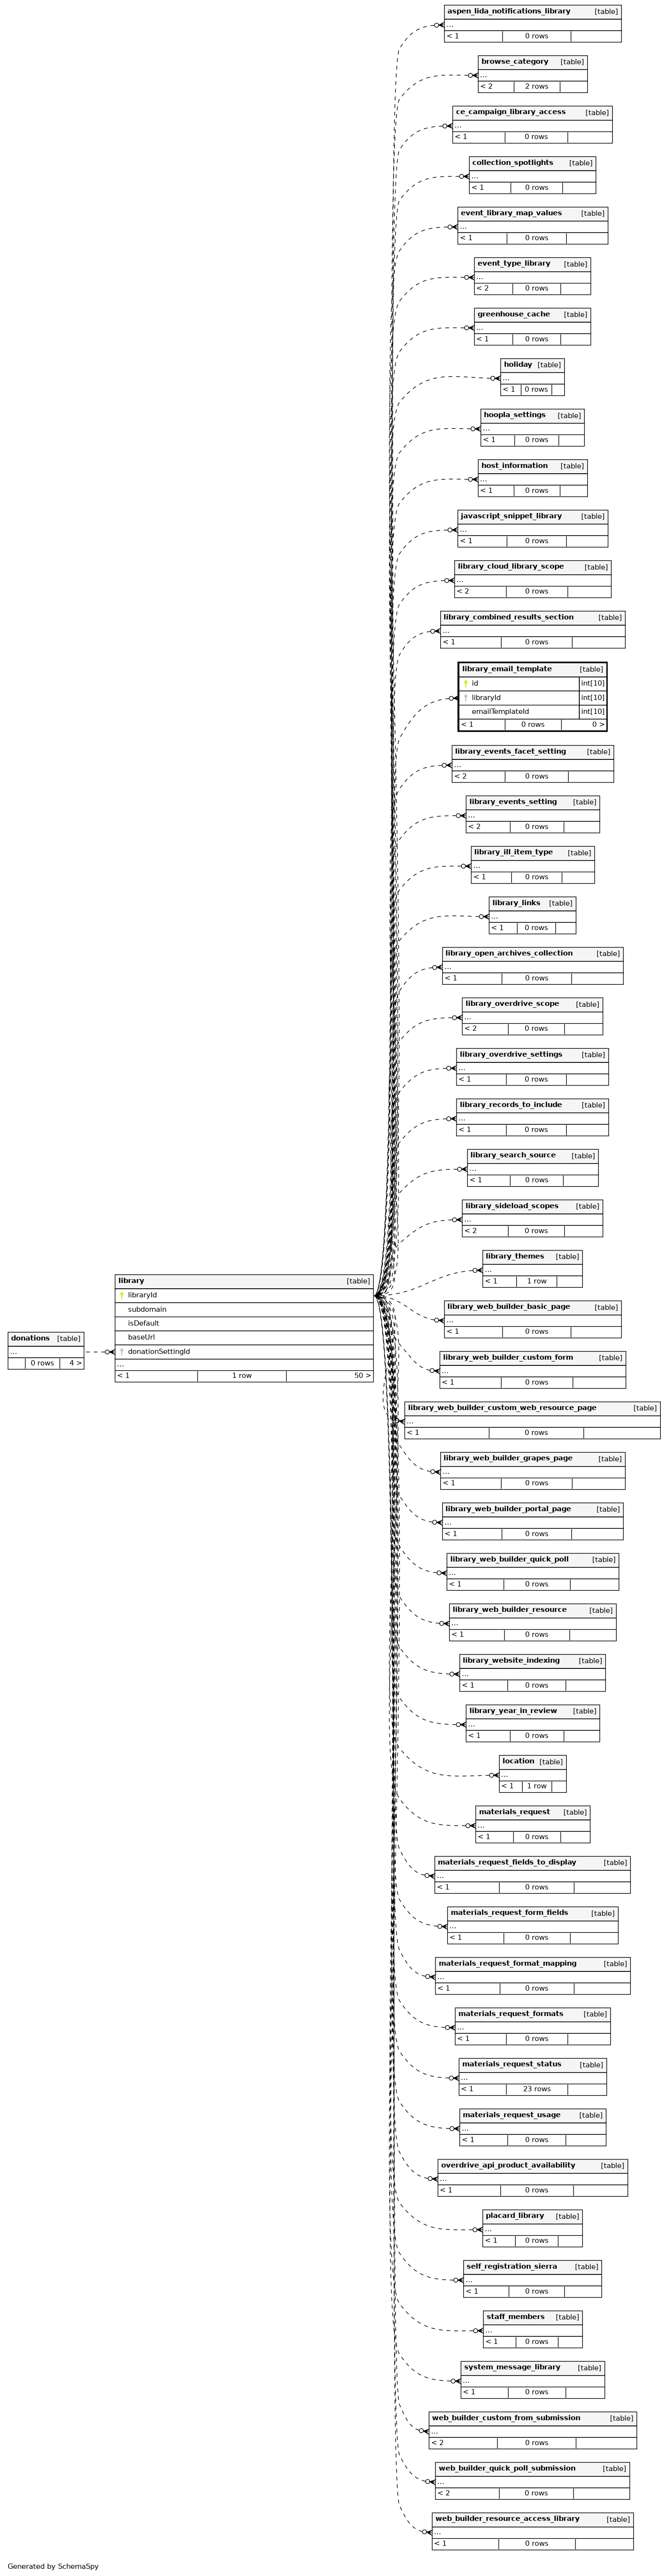 aspen_lida_notifications_library [table]
...
< 1 0 rows
browse_category [table]
...
< 2 2 rows
ce_campaign_library_access [table]
...
< 1 0 rows
collection_spotlights [table]
...
< 1 0 rows
event_library_map_values [table]
...
< 1 0 rows
event_type_library [table]
...
< 2 0 rows
greenhouse_cache [table]
...
< 1 0 rows
holiday [table]
...
< 1 0 rows
hoopla_settings [table]
...
< 1 0 rows
host_information [table]
...
< 1 0 rows
javascript_snippet_library [table]
...
< 1 0 rows
library_cloud_library_scope [table]
...
< 2 0 rows
library_combined_results_section [table]
...
< 1 0 rows
library_email_template [table]
id int[10]
libraryId int[10]
emailTemplateId int[10]
< 1 0 rows 0 >
library_events_facet_setting [table]
...
< 2 0 rows
library_events_setting [table]
...
< 2 0 rows
library_ill_item_type [table]
...
< 1 0 rows
library_links [table]
...
< 1 0 rows
library_open_archives_collection [table]
...
< 1 0 rows
library_overdrive_scope [table]
...
< 2 0 rows
library_overdrive_settings [table]
...
< 1 0 rows
library_records_to_include [table]
...
< 1 0 rows
library_search_source [table]
...
< 1 0 rows
library_sideload_scopes [table]
...
< 2 0 rows
library_themes [table]
...
< 1 1 row
library [table]
libraryId
subdomain
isDefault
baseUrl
donationSettingId
...
< 1 1 row 50 >
donations [table]
...
0 rows 4 >
library_web_builder_basic_page [table]
...
< 1 0 rows
library_web_builder_custom_form [table]
...
< 1 0 rows
library_web_builder_custom_web_resource_page [table]
...
< 1 0 rows
library_web_builder_grapes_page [table]
...
< 1 0 rows
library_web_builder_portal_page [table]
...
< 1 0 rows
library_web_builder_quick_poll [table]
...
< 1 0 rows
library_web_builder_resource [table]
...
< 1 0 rows
library_website_indexing [table]
...
< 1 0 rows
library_year_in_review [table]
...
< 1 0 rows
location [table]
...
< 1 1 row
materials_request [table]
...
< 1 0 rows
materials_request_fields_to_display [table]
...
< 1 0 rows
materials_request_form_fields [table]
...
< 1 0 rows
materials_request_format_mapping [table]
...
< 1 0 rows
materials_request_formats [table]
...
< 1 0 rows
materials_request_status [table]
...
< 1 23 rows
materials_request_usage [table]
...
< 1 0 rows
overdrive_api_product_availability [table]
...
< 1 0 rows
placard_library [table]
...
< 1 0 rows
self_registration_sierra [table]
...
< 1 0 rows
staff_members [table]
...
< 1 0 rows
system_message_library [table]
...
< 1 0 rows
web_builder_custom_from_submission [table]
...
< 2 0 rows
web_builder_quick_poll_submission [table]
...
< 2 0 rows
web_builder_resource_access_library [table]
...
< 1 0 rows
Generated by SchemaSpy